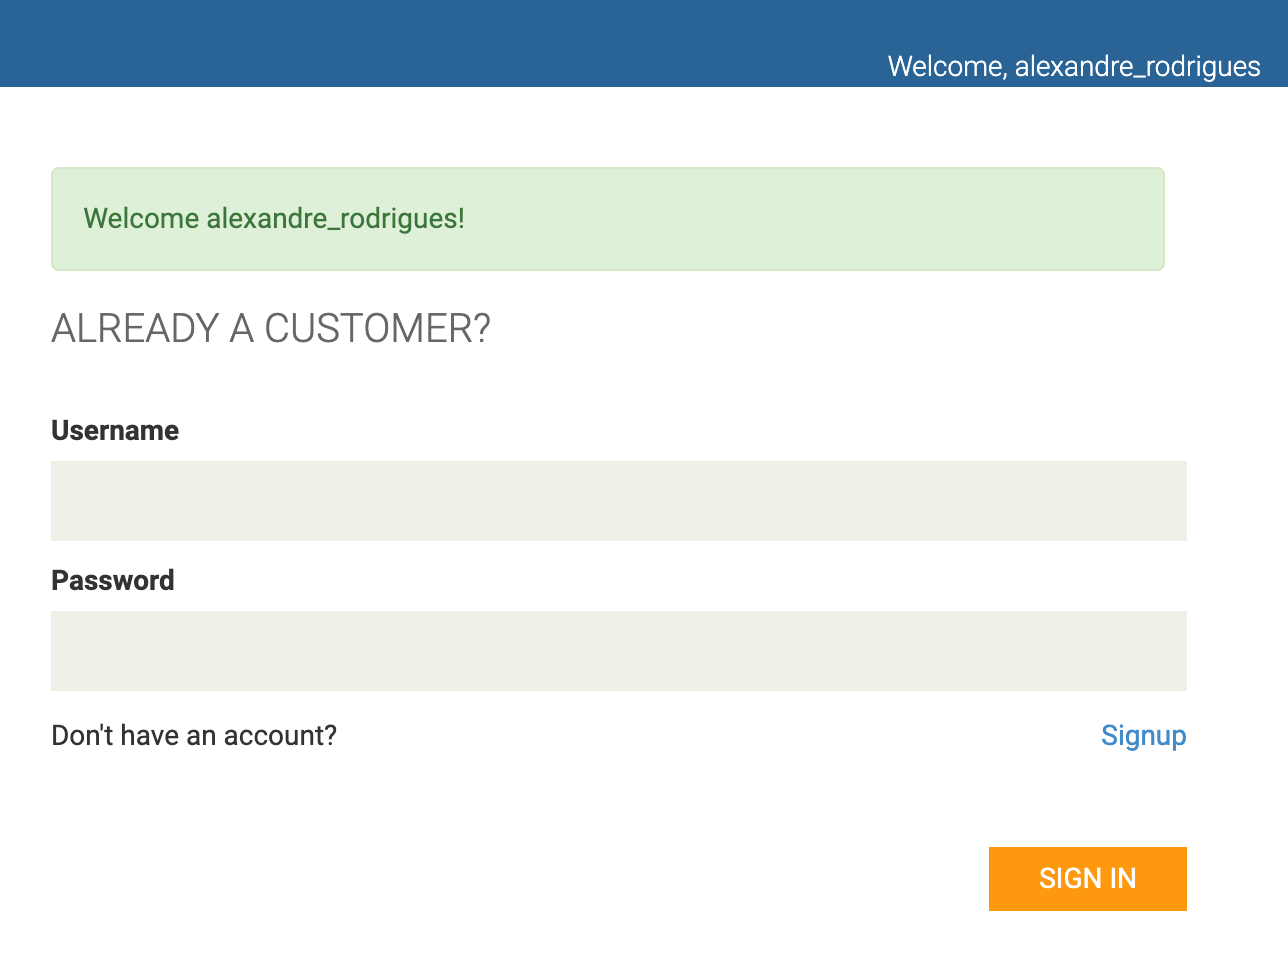 Welcome, alexandre_rodrigues
Welcome alexandre_rodrigues!
ALREADY A CUSTOMER?
Username
Password
Don't have an account? Signup
SIGN IN